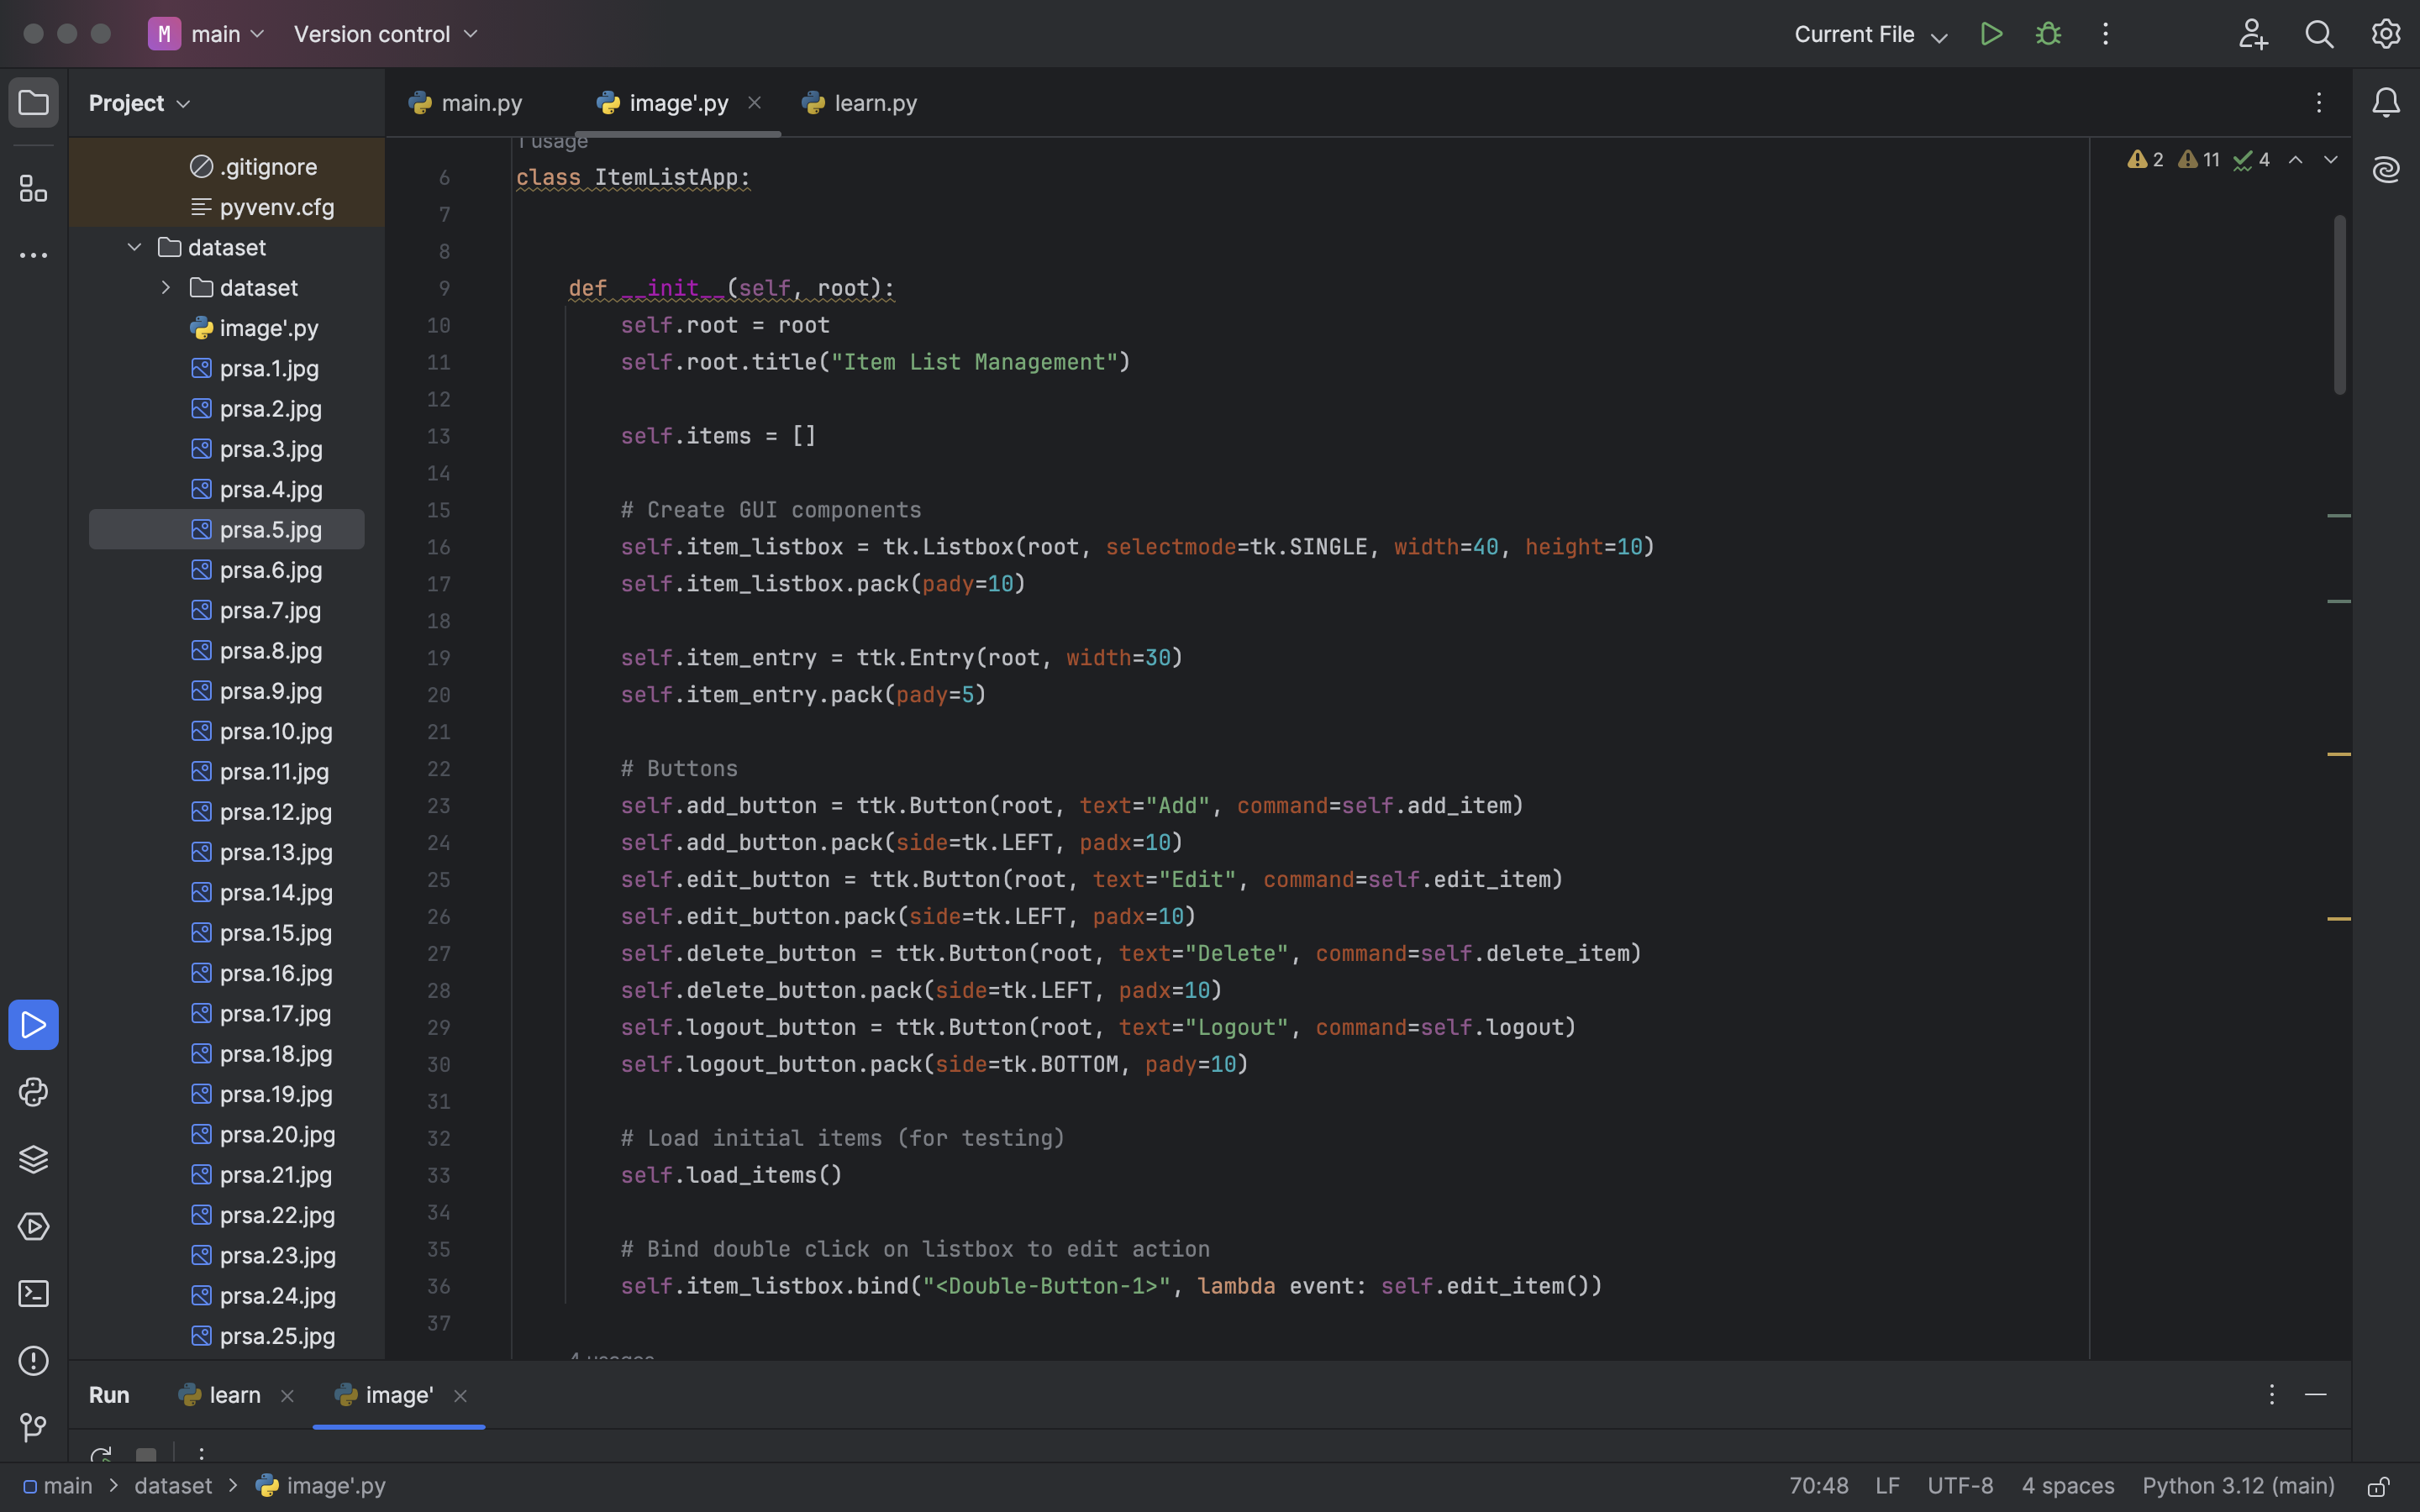 M main Version control Current File
Project main.py image'.py learn.py
.gitignore
pyvenv.cfg
dataset
dataset
image'.py
prsa.1.jpg
prsa.2.jpg
prsa.3.jpg
prsa.4.jpg
prsa.5.jpg
prsa.6.jpg
prsa.7.jpg
prsa.8.jpg
prsa.9.jpg
prsa.10.jpg
prsa.11.jpg
prsa.12.jpg
prsa.13.jpg
prsa.14.jpg
prsa.15.jpg
prsa.16.jpg
prsa.17.jpg
prsa.18.jpg
prsa.19.jpg
prsa.20.jpg
prsa.21.jpg
prsa.22.jpg
prsa.23.jpg
prsa.24.jpg
prsa.25.jpg
1 usage
2 11 4
6 class ItemListApp:
7
8
9 def __init__(self, root):
10 self.root = root
11 self.root.title("Item List Management")
12
13 self.items = []
14
15 # Create GUI components
16 self.item_listbox = tk.Listbox(root, selectmode=tk.SINGLE, width=40, height=10)
17 self.item_listbox.pack(pady=10)
18
19 self.item_entry = ttk.Entry(root, width=30)
20 self.item_entry.pack(pady=5)
21
22 # Buttons
23 self.add_button = ttk.Button(root, text="Add", command=self.add_item)
24 self.add_button.pack(side=tk.LEFT, padx=10)
25 self.edit_button = ttk.Button(root, text="Edit", command=self.edit_item)
26 self.edit_button.pack(side=tk.LEFT, padx=10)
27 self.delete_button = ttk.Button(root, text="Delete", command=self.delete_item)
28 self.delete_button.pack(side=tk.LEFT, padx=10)
29 self.logout_button = ttk.Button(root, text="Logout", command=self.logout)
30 self.logout_button.pack(side=tk.BOTTOM, pady=10)
31
32 # Load initial items (for testing)
33 self.load_items()
34
35 # Bind double click on listbox to edit action
36 self.item_listbox.bind("<Double-Button-1>", lambda event: self.edit_item())
37
4 usages
Run learn image'
main > dataset > image'.py 70:48 LF UTF-8 4 spaces Python 3.12 (main)